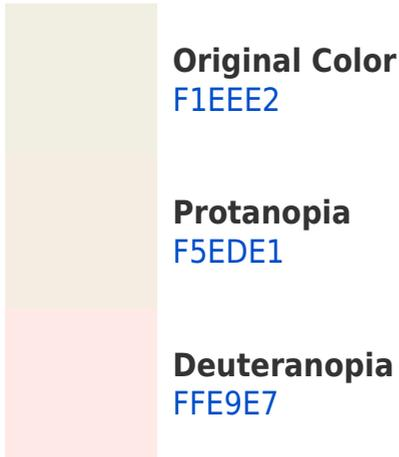 Original Color
F1EEE2
Protanopia
F5EDE1
Deuteranopia
FFE9E7